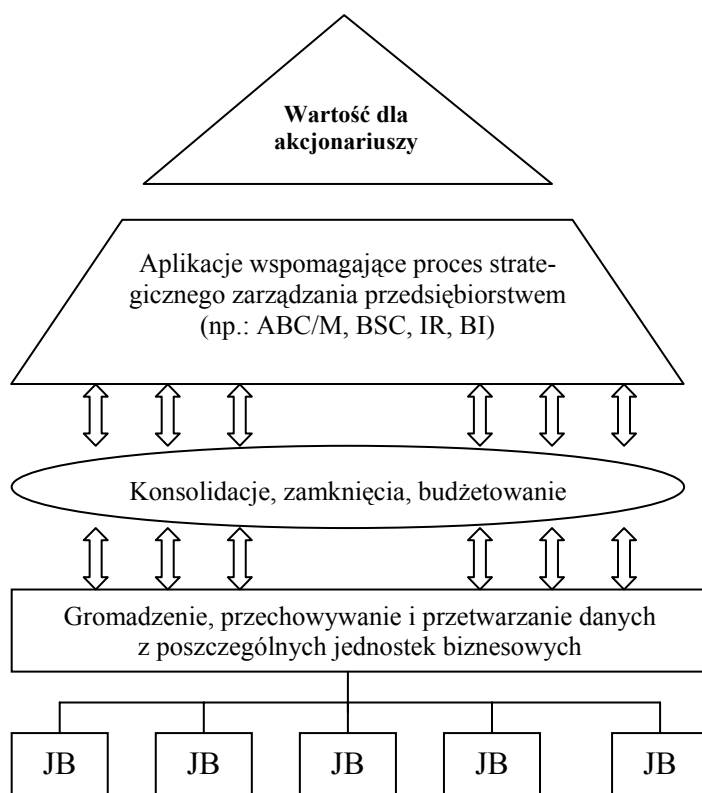 Wartość dla
akcjonariuszy
Aplikacje wspomagające proces strate-
gicznego zarządzania przedsiębiorstwem
(np.: ABC/M, BSC, IR, BI)
Konsolidacje, zamknięcia, budżetowanie
Gromadzenie, przechowywanie i przetwarzanie danych
z poszczególnych jednostek biznesowych
JB JB JB JB JB